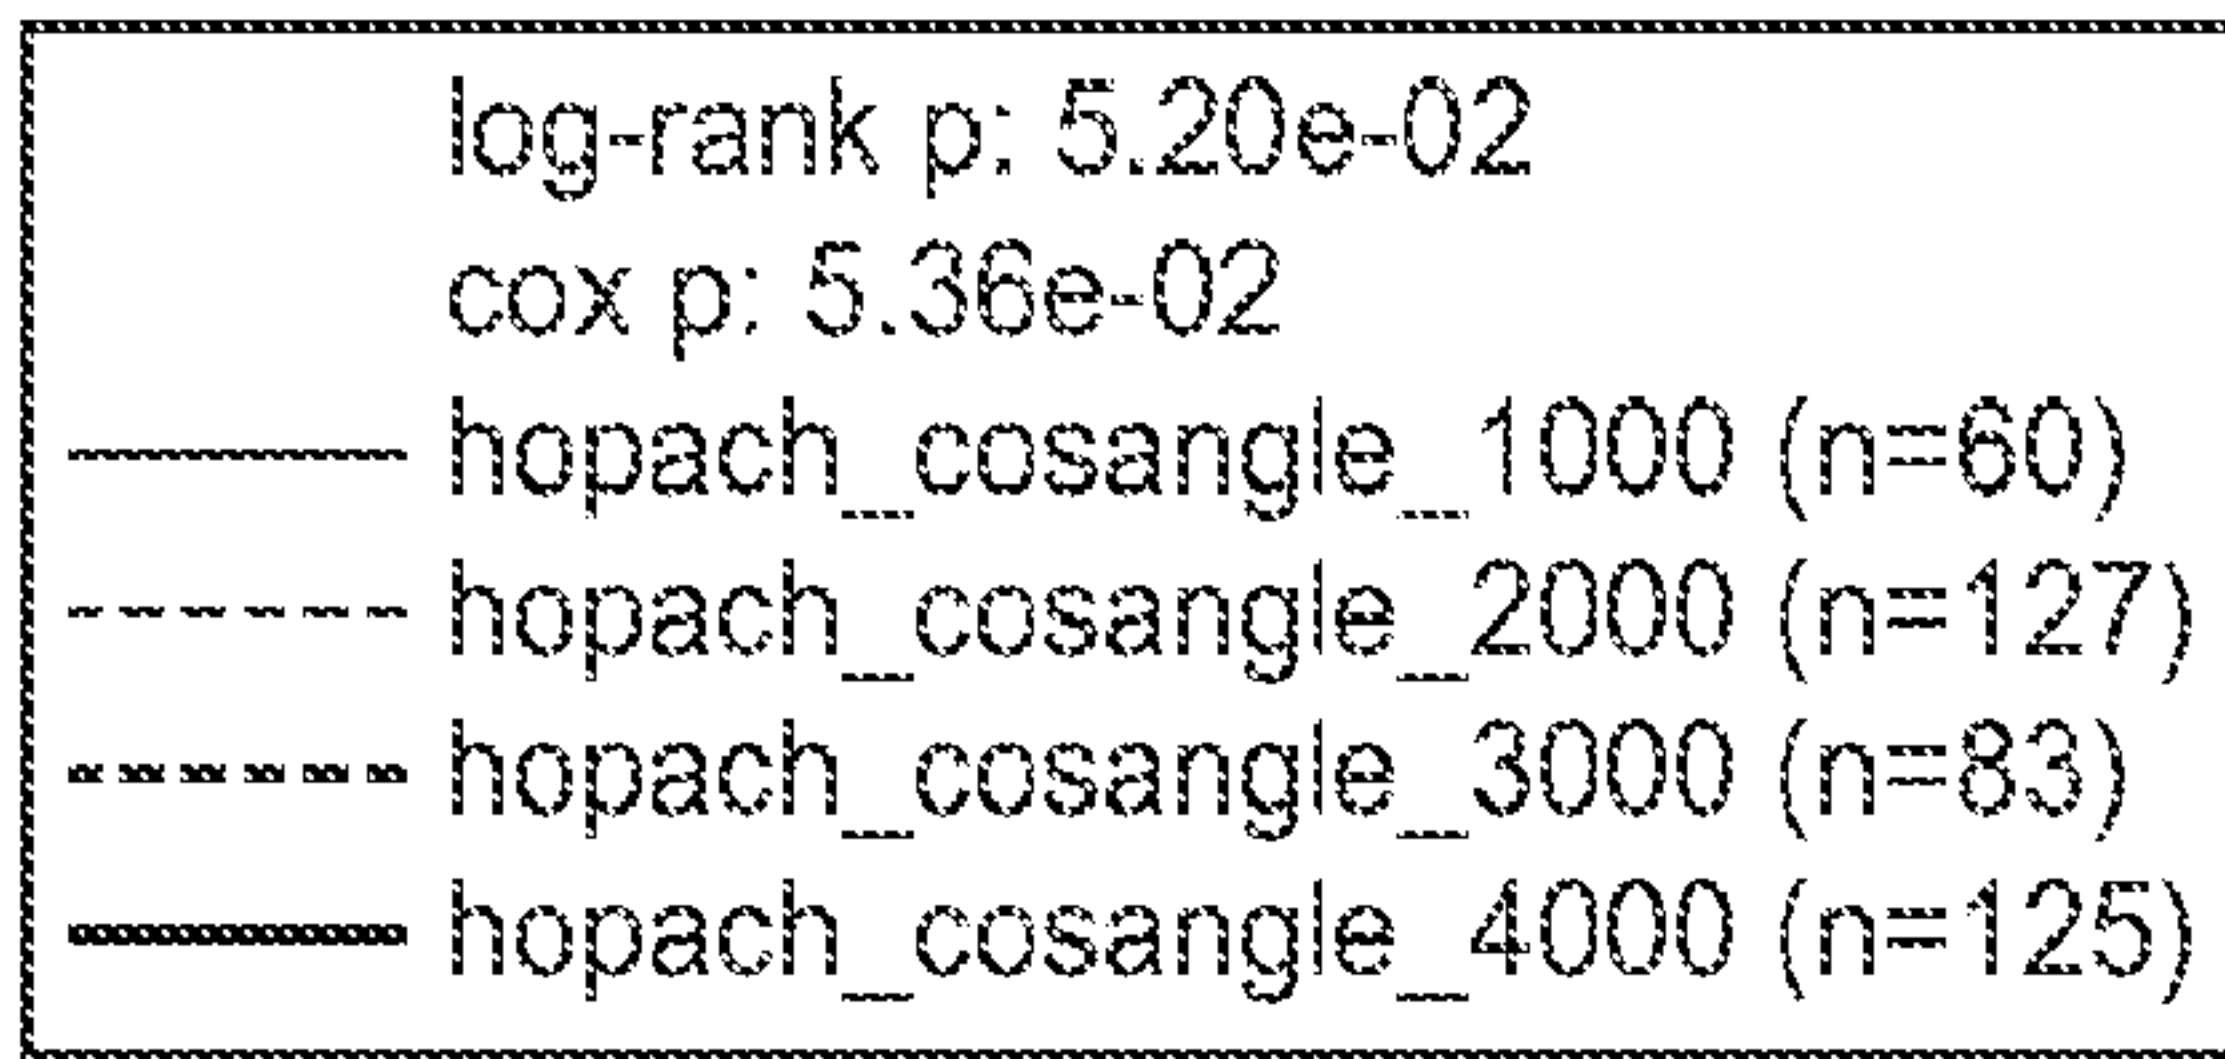 log-rank p: 5.20e-02
cox p: 5.36e-02
hopach_cosangle_1000 (n=60)
hopach_cosangle_2000 (n=127)
hopach_cosangle_3000 (n=83)
hopach_cosangle_4000 (n=125)